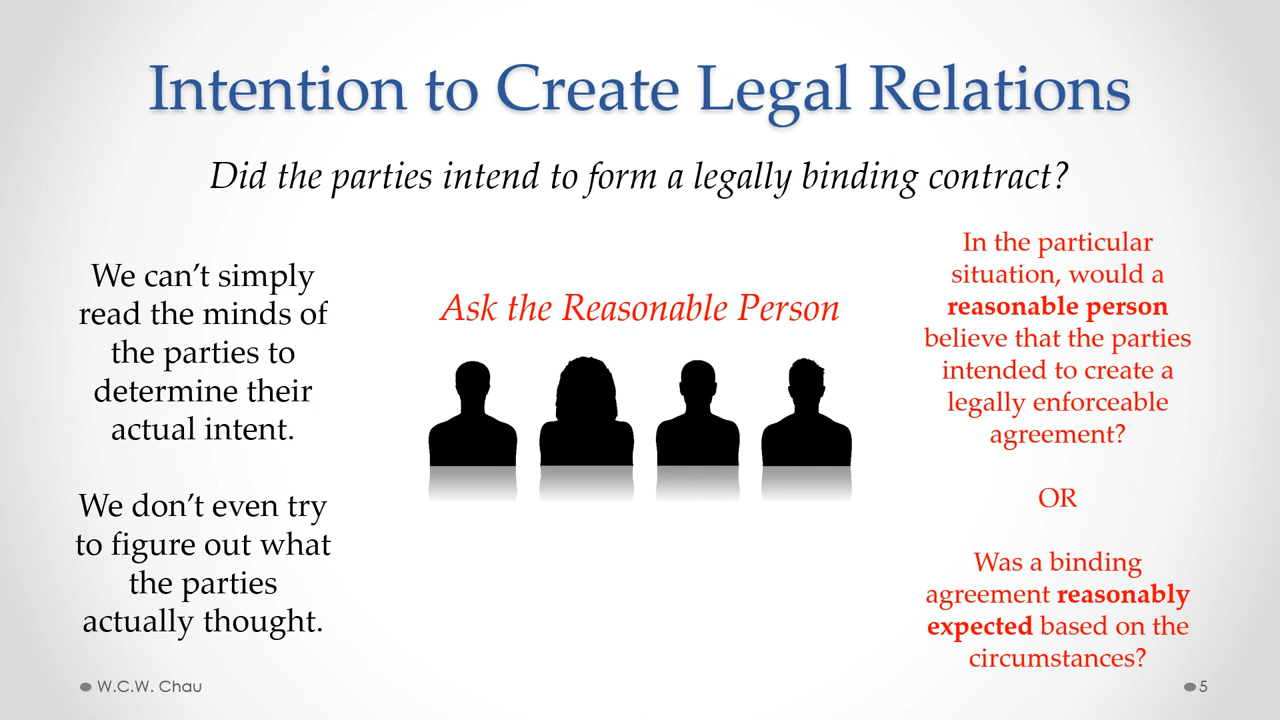 Intention to Create Legal Relations
Did the parties intend to form a legally binding contract?
We can’t simply
read the minds of
the parties to
determine their
actual intent.
We don’t even try
to figure out what
the parties
actually thought.
Ask the Reasonable Person
In the particular
situation, would a
reasonable person
believe that the parties
intended to create a
legally enforceable
agreement?
OR
Was a binding
agreement reasonably
expected based on the
circumstances?
W.C.W. Chau
5